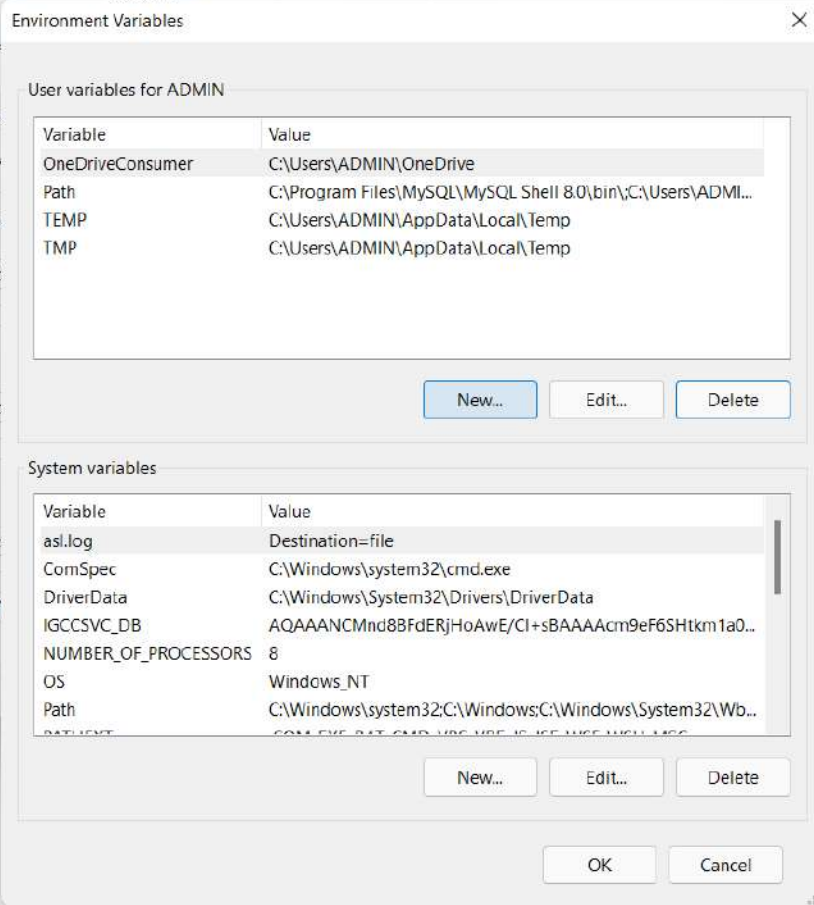 Environment Variables
User variables for ADMIN
Variable Value
OneDriveConsumer C:\Users\ADMIN\OneDrive
Path C:\Program Files\MySQL\MySQL Shell 8.0\bin\;C:\Users\ADMI...
TEMP C:\Users\ADMIN\AppData\Local\Temp
TMP C:\Users\ADMIN\AppData\Local\Temp
New... Edit... Delete
System variables
Variable Value
asl.log Destination=file
ComSpec C:\Windows\system32\cmd.exe
DriverData C:\Windows\System32\Drivers\DriverData
IGCCSVC_DB AQAAANCMnd8BFdERjHoAwE/Cl+sBAAAAcm9eF6SHtkm1a0...
NUMBER_OF_PROCESSORS 8
OS Windows_NT
Path C:\Windows\system32;C:\Windows;C:\Windows\System32\Wb...
New... Edit... Delete
OK Cancel